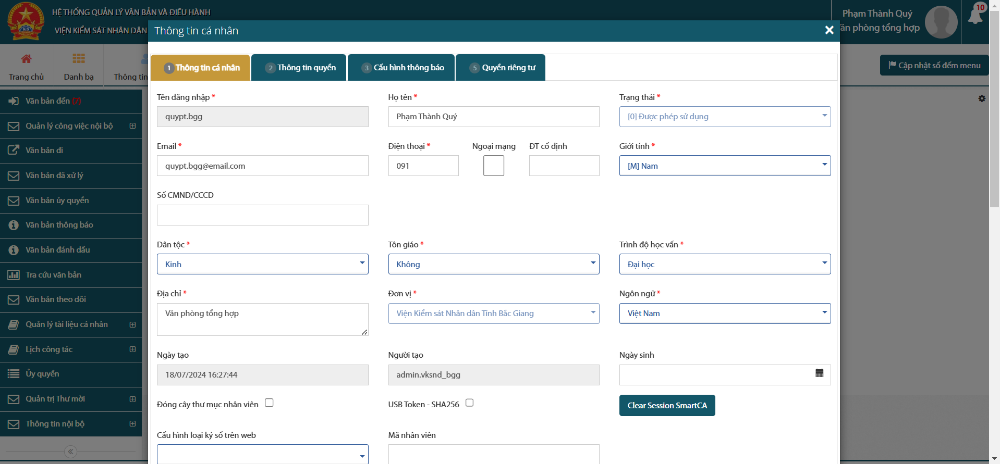 HỆ THỐNG QUẢN LÝ VĂN BẢN VÀ ĐIỀU HÀNH
VIỆN KIỂM SÁT NHÂN DÂN
Phạm Thành Quý
ăn phòng tổng hợp
10
Trang chủ
Danh bạ
Thông tin
Cập nhật số đếm menu
Văn bản đến (7)
Quản lý công việc nội bộ
Văn bản đi
Văn bản đã xử lý
Văn bản ủy quyền
Văn bản thông báo
Văn bản đánh dấu
Tra cứu văn bản
Văn bản theo dõi
Quản lý tài liệu cá nhân
Lịch công tác
Ủy quyền
Quản trị Thư mời
Thông tin nội bộ
Thông tin cá nhân
1 Thông tin cá nhân
2 Thông tin quyền
3 Cấu hình thông báo
5 Quyền riêng tư
Tên đăng nhập *
Họ tên *
Trạng thái *
quypt.bgg
Phạm Thành Quý
[0] Được phép sử dụng
Email *
Điện thoại *
Ngoại mạng
ĐT cố định
Giới tính *
quypt.bgg@email.com
091
[M] Nam
Số CMND/CCCD
Dân tộc *
Tôn giáo *
Trình độ học vấn *
Kinh
Không
Đại học
Địa chỉ *
Đơn vị *
Ngôn ngữ *
Văn phòng tổng hợp
Viện Kiểm sát Nhân dân Tỉnh Bắc Giang
Việt Nam
Ngày tạo
Người tạo
Ngày sinh
18/07/2024 16:27:44
admin.vksnd_bgg
Đóng cây thư mục nhân viên
USB Token - SHA256
Clear Session SmartCA
Cấu hình loại ký số trên web
Mã nhân viên